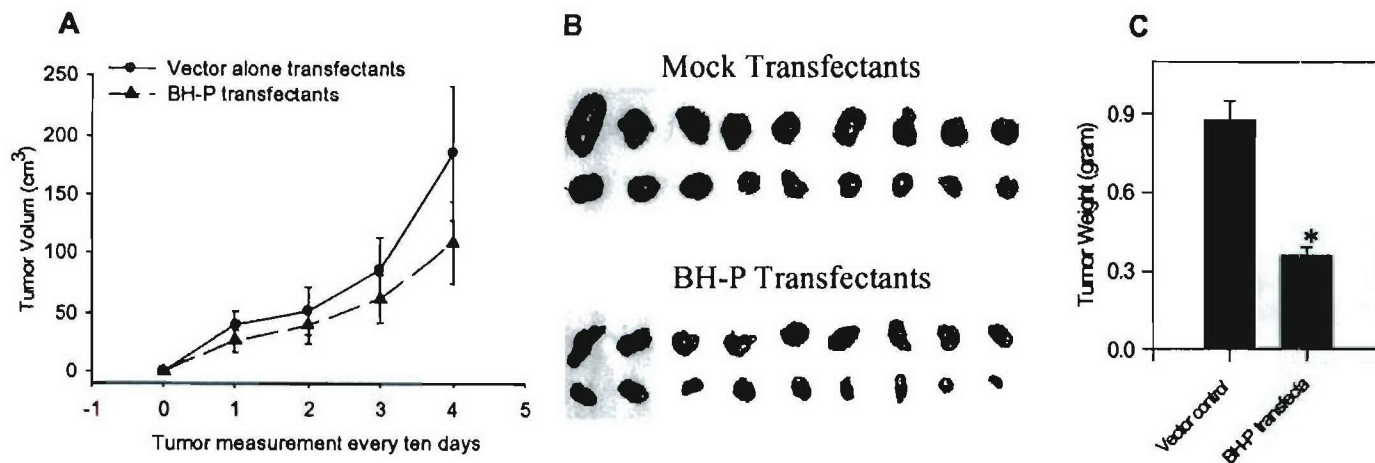 A
Vector alone transfectants
BH-P transfectants
250
200
150
100
50
0
Tumor Volum (cm³)
-1 0 1 2 3 4 5
Tumor measurement every ten days
B
Mock Transfectants
BH-P Transfectants
C
0.9
0.6
0.3
0.0
Tumor Weight (gram)
*
Vector control
BH-P transfectia